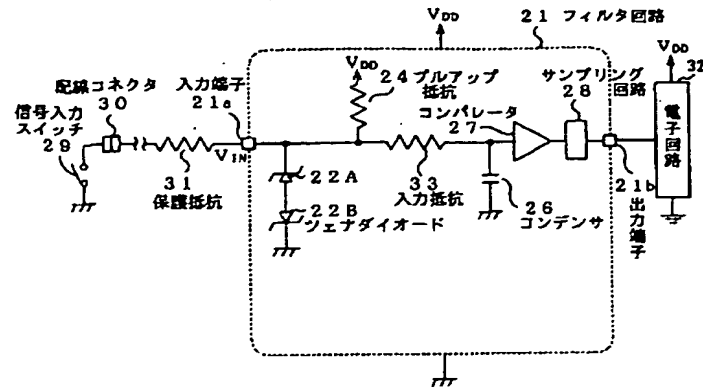 VDD
21 フィルタ回路
VDD
VDD
32
配線コネクタ
30
入力端子
21a
24 プルアップ
抵抗
サンプリング
回路
28
コンパレータ
27
信号入力
スイッチ
29
電子回路
31
保護抵抗
VIN
22A
22B
ツェナダイオード
33
入力抵抗
26
コンデンサ
21b
出力端子